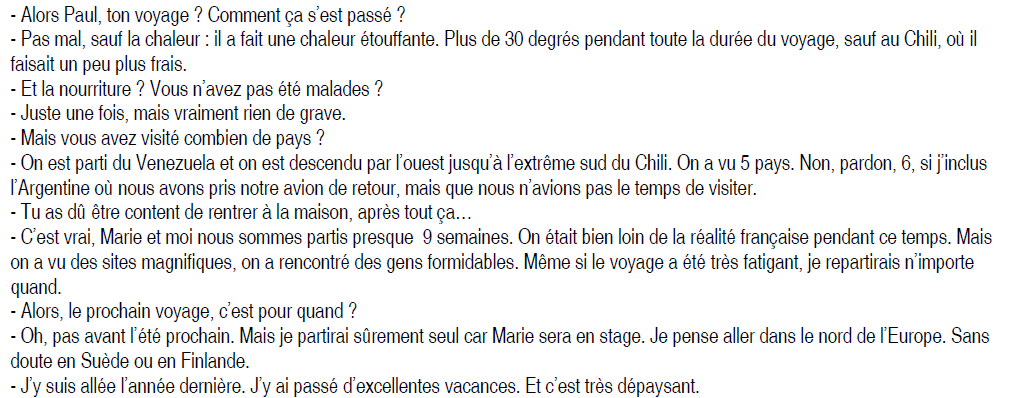 - Alors Paul, ton voyage ? Comment ça s’est passé ?
- Pas mal, sauf la chaleur : il a fait une chaleur étouffante. Plus de 30 degrés pendant toute la durée du voyage, sauf au Chili, où il
faisait un peu plus frais.
- Et la nourriture ? Vous n’avez pas été malades ?
- Juste une fois, mais vraiment rien de grave.
- Mais vous avez visité combien de pays ?
- On est parti du Venezuela et on est descendu par l’ouest jusqu’à l’extrême sud du Chili. On a vu 5 pays. Non, pardon, 6, si j’inclus
l’Argentine où nous avons pris notre avion de retour, mais que nous n’avions pas le temps de visiter.
- Tu as dû être content de rentrer à la maison, après tout ça…
- C’est vrai, Marie et moi nous sommes partis presque  9 semaines. On était bien loin de la réalité française pendant ce temps. Mais
on a vu des sites magnifiques, on a rencontré des gens formidables. Même si le voyage a été très fatigant, je repartirais n’importe
quand.
- Alors, le prochain voyage, c’est pour quand ?
- Oh, pas avant l’été prochain. Mais je partirai sûrement seul car Marie sera en stage. Je pense aller dans le nord de l’Europe. Sans
doute en Suède ou en Finlande.
- J’y suis allée l’année dernière. J’y ai passé d’excellentes vacances. Et c’est très dépaysant.